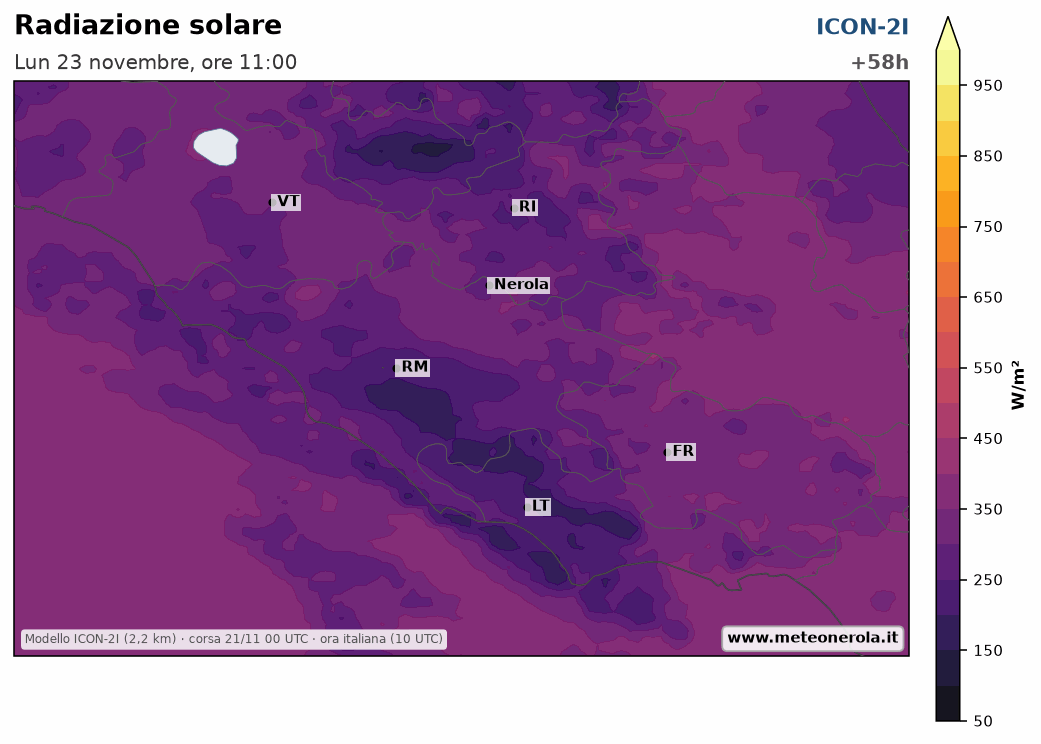 Radiazione solare
ICON-2I
Lun 23 novembre, ore 11:00
+58h
950
850
750
650
550
450
350
250
150
50
W/m²
VT
RI
Nerola
RM
FR
LT
Modello ICON-2I (2,2 km) · corsa 21/11 00 UTC · ora italiana (10 UTC)
www.meteonerola.it